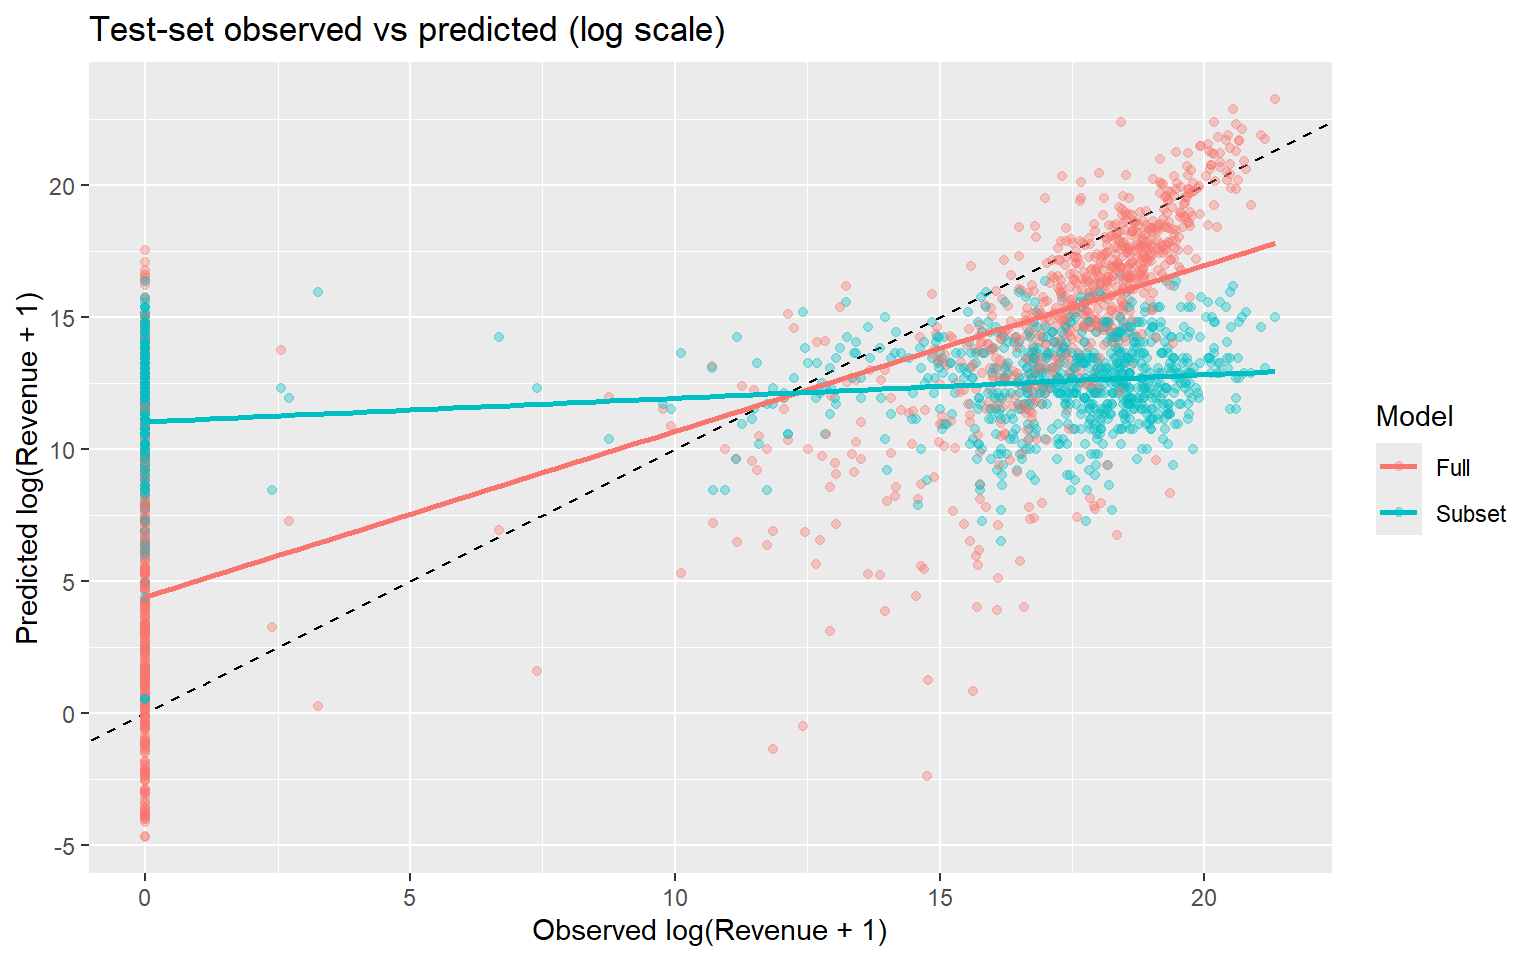 Test-set observed vs predicted (log scale)
Predicted log(Revenue + 1)
20
15
10
5
0
-5
0
5
10
15
20
Observed log(Revenue + 1)
Model
Full
Subset